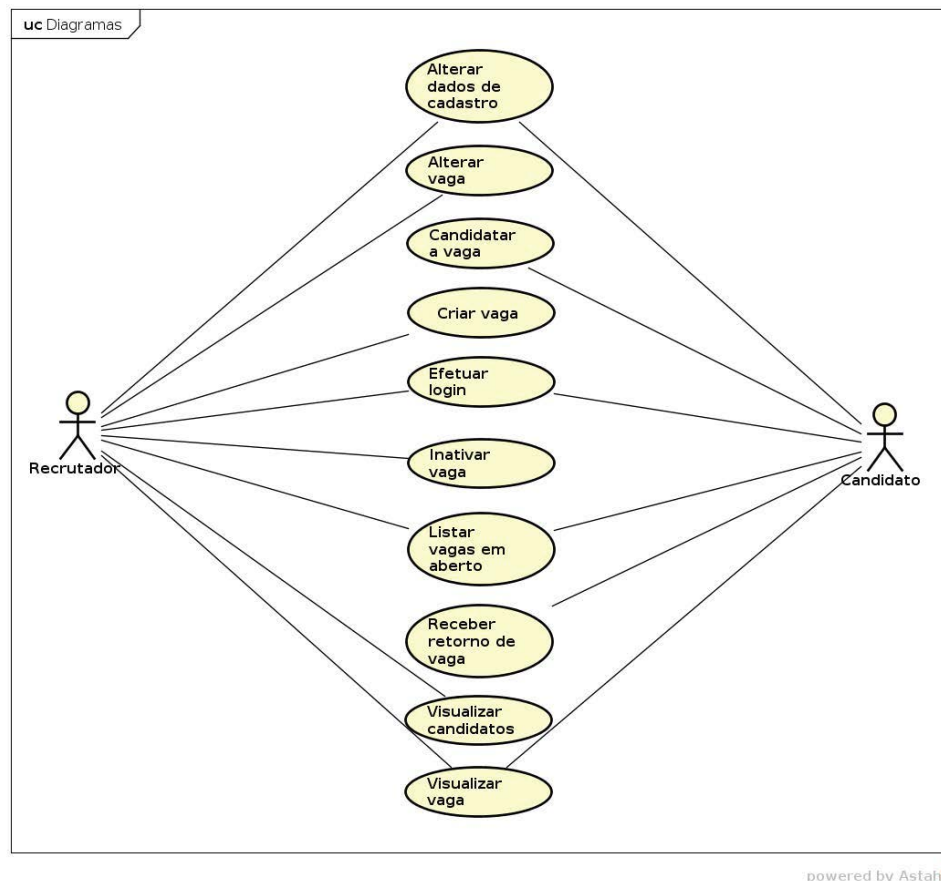 uc Diagramas
Alterar
dados de
cadastro
Alterar
vaga
Candidatar
a vaga
Criar vaga
Efetuar
login
Recrutador
Inativar
vaga
Candidato
Listar
vagas em
aberto
Receber
retorno de
vaga
Visualizar
candidatos
Visualizar
vaga
powered by Astah